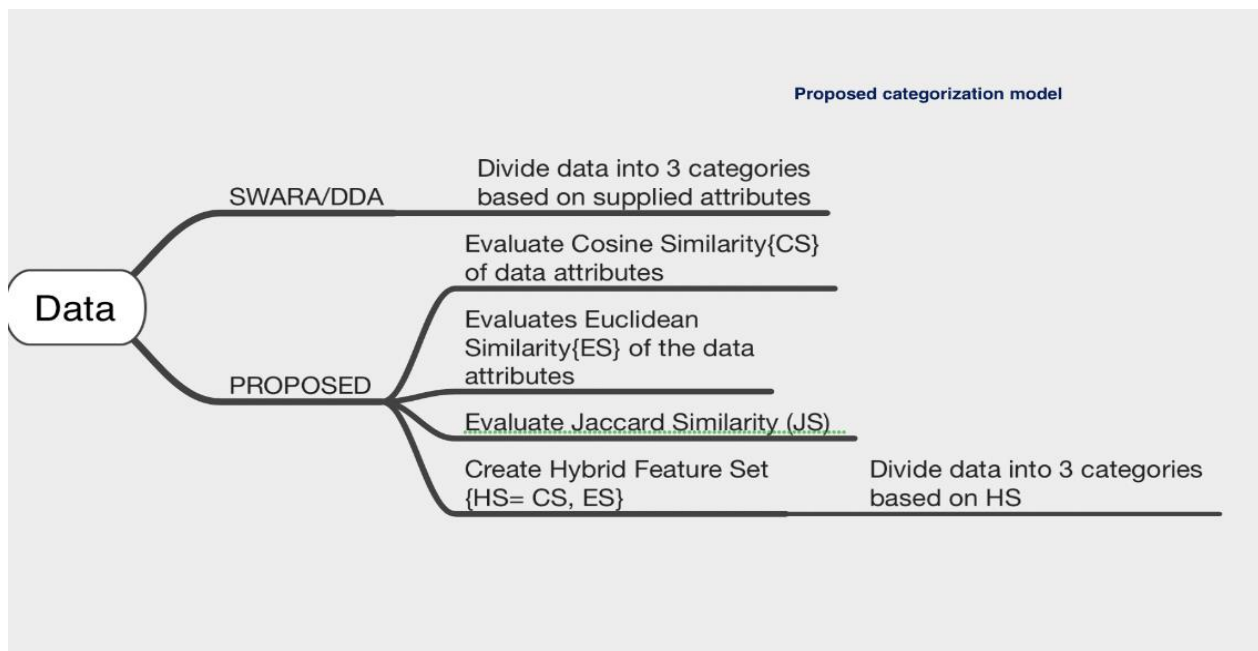 Proposed categorization model
Data
SWARA/DDA
Divide data into 3 categories
based on supplied attributes
PROPOSED
Evaluate Cosine Similarity{CS}
of data attributes
Evaluates Euclidean
Similarity{ES} of the data
attributes
Evaluate Jaccard Similarity (JS)
Create Hybrid Feature Set
{HS= CS, ES}
Divide data into 3 categories
based on HS